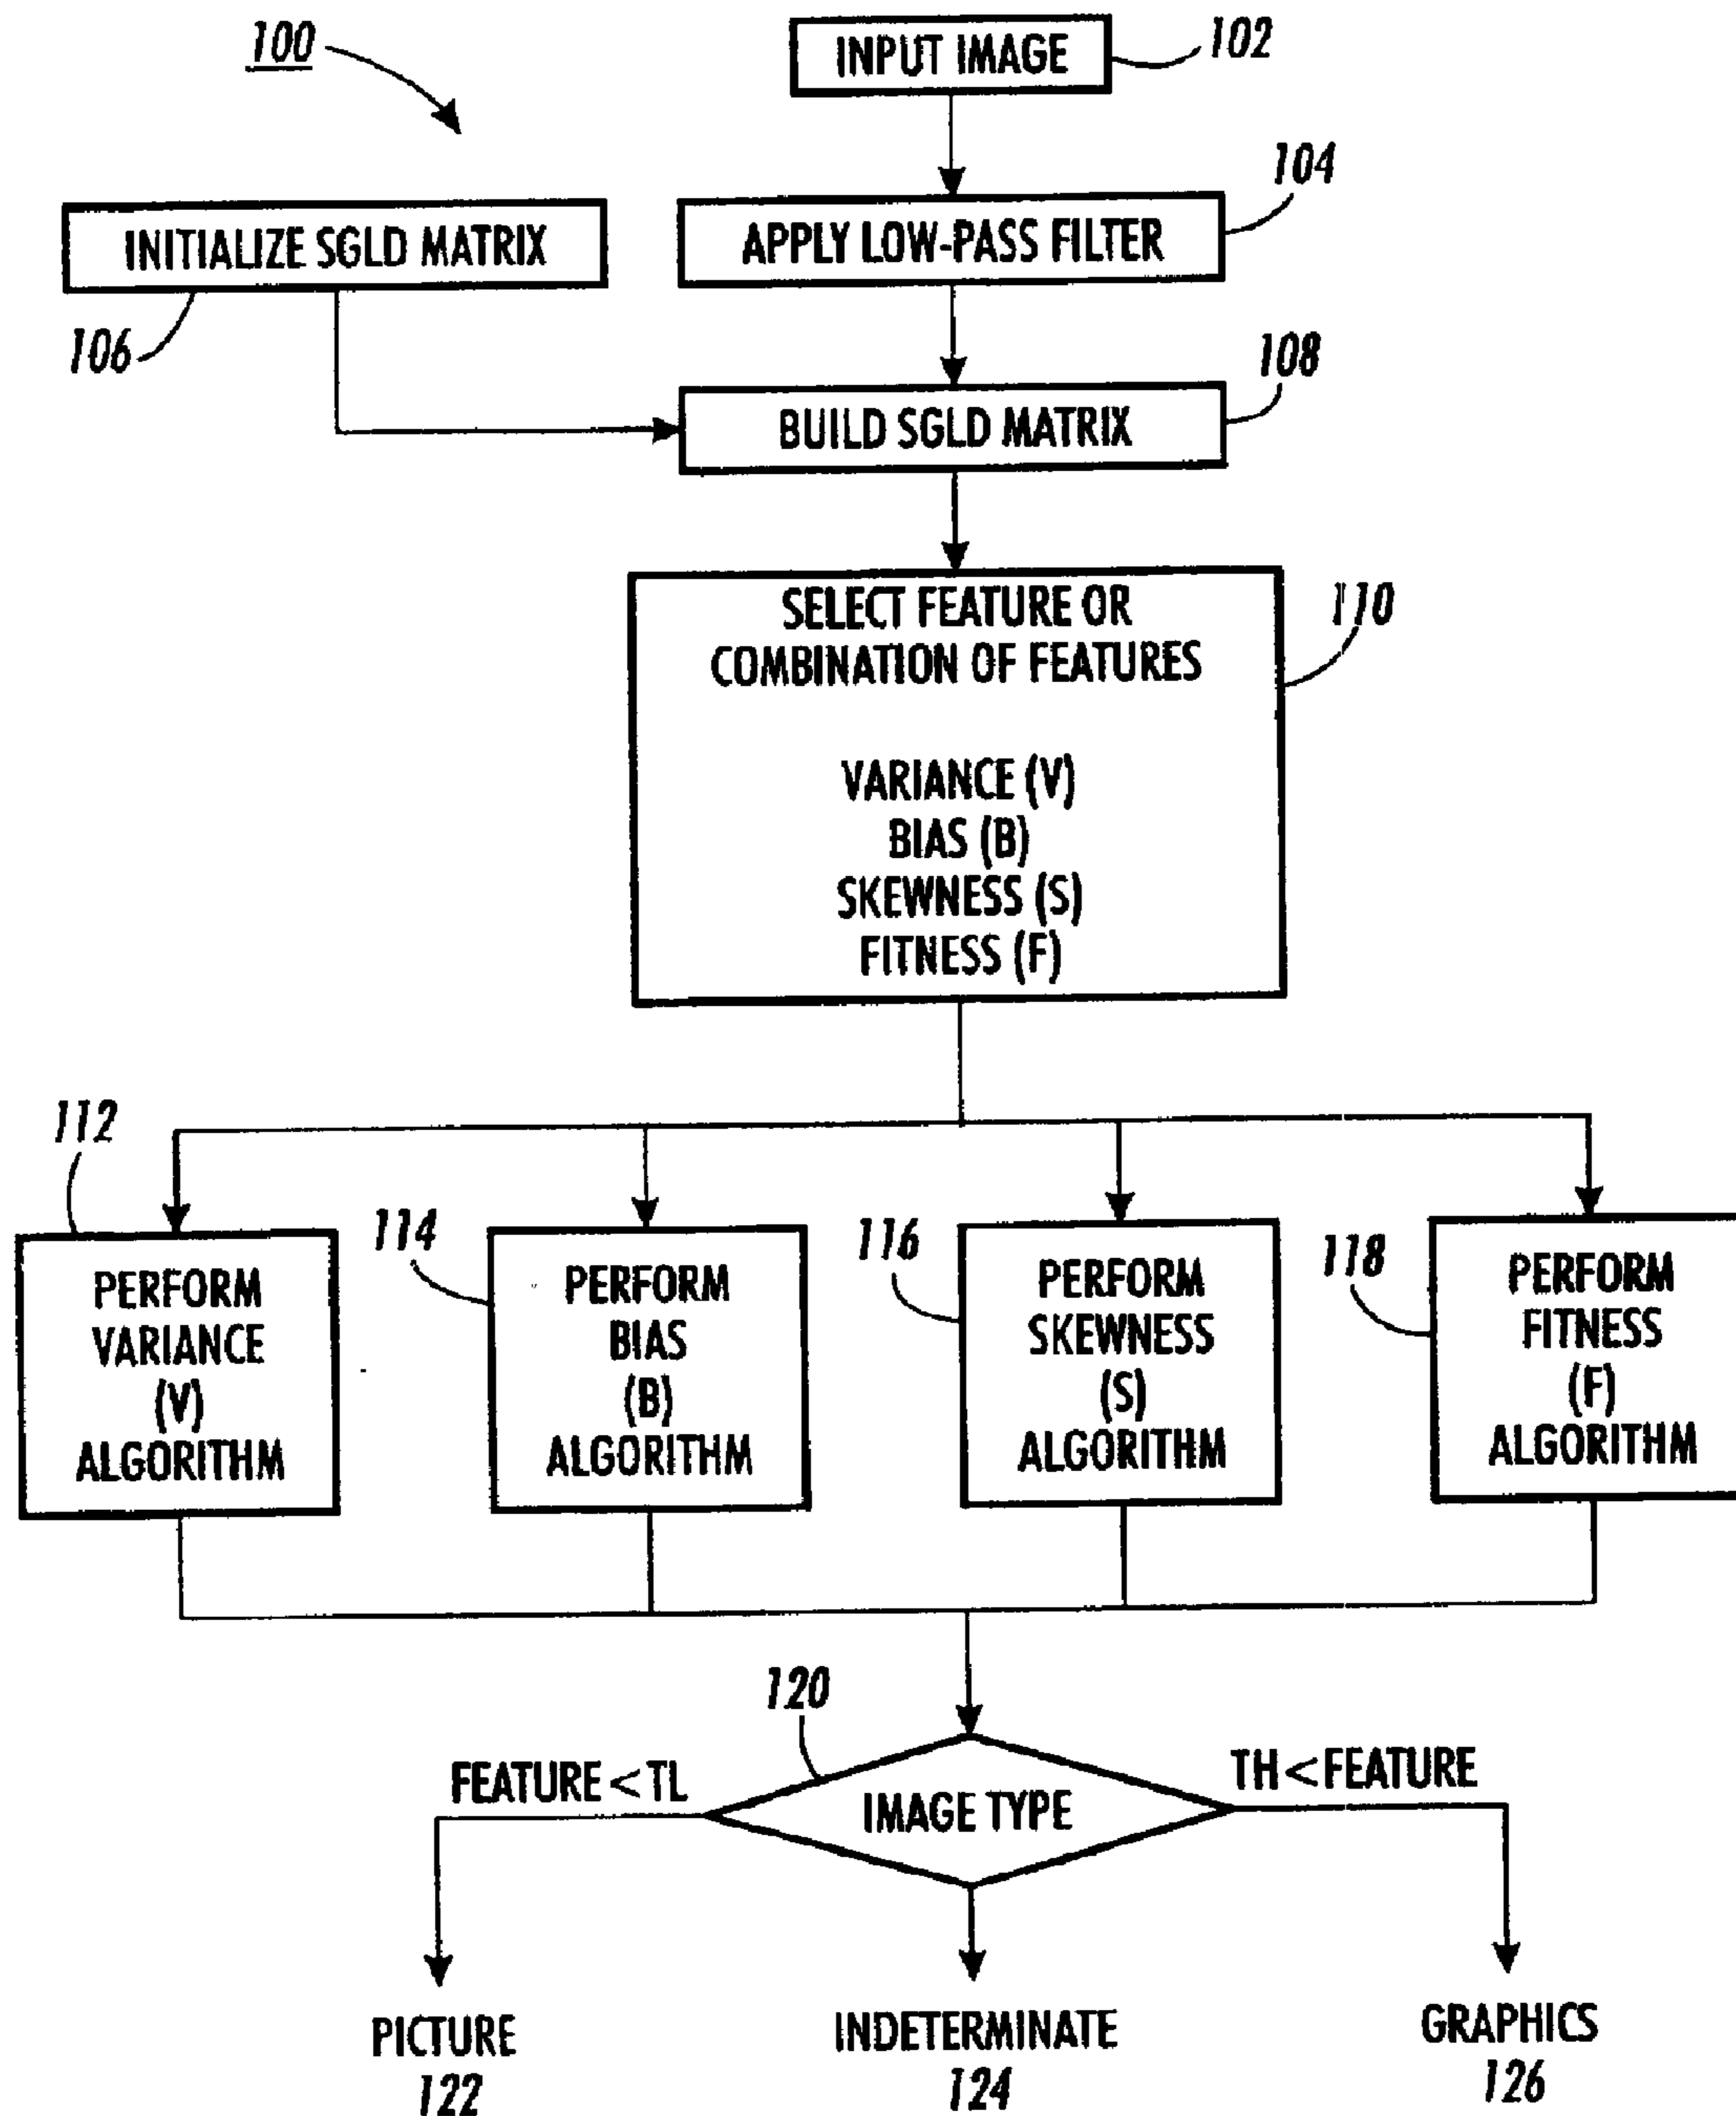 100
INPUT IMAGE
102
104
INITIALIZE SGLD MATRIX
APPLY LOW-PASS FILTER
106
108
BUILD SGLD MATRIX
SELECT FEATURE OR
COMBINATION OF FEATURES
110
VARIANCE (V)
BIAS (B)
SKEWNESS (S)
FITNESS (F)
112
PERFORM
VARIANCE
(V)
ALGORITHM
114
PERFORM
BIAS
(B)
ALGORITHM
116
PERFORM
SKEWNESS
(S)
ALGORITHM
118
PERFORM
FITNESS
(F)
ALGORITHM
120
FEATURE < TL
IMAGE TYPE
TH < FEATURE
PICTURE
122
INDETERMINATE
124
GRAPHICS
126